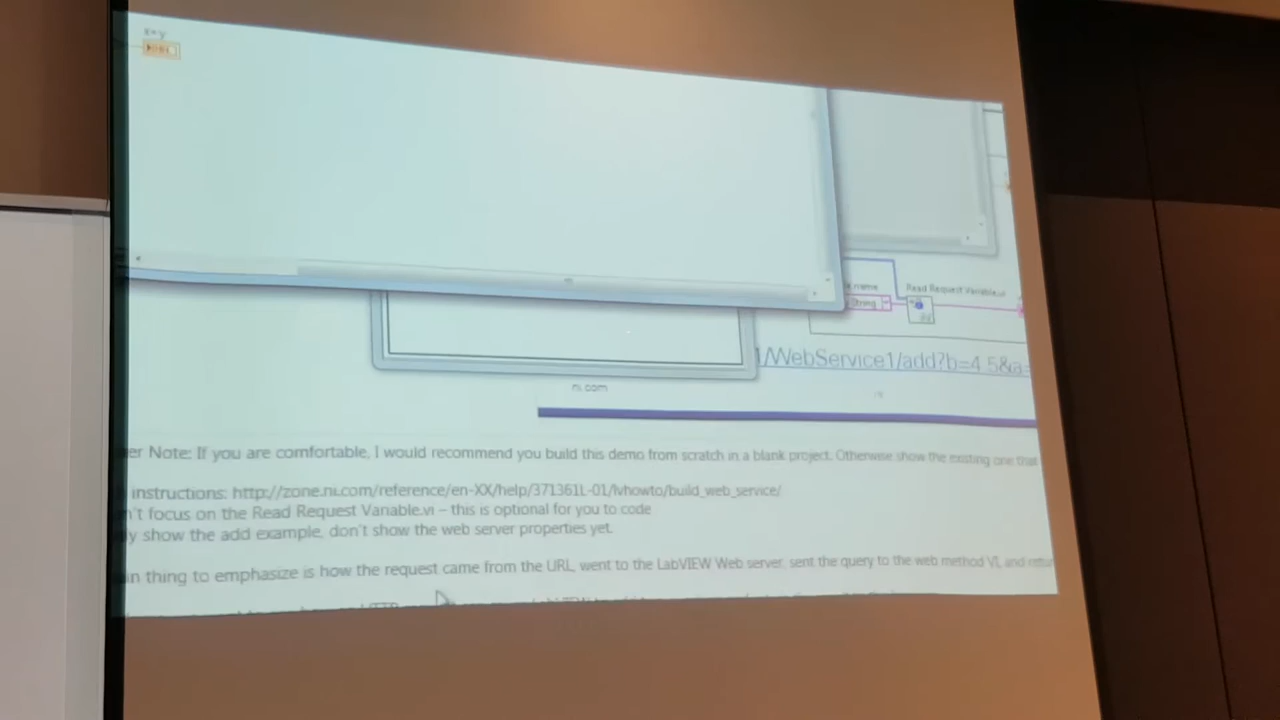 x+y
name
Read Request Variable.vi
String
/WebService1/add?b=4.5&a=
ni.com
er Note: If you are comfortable, I would recommend you build this demo from scratch in a blank project. Otherwise show the existing one that
instructions: http://zone.ni.com/reference/en-XX/help/371361L-01/lvhowto/build_web_service/
n't focus on the Read Request Variable.vi – this is optional for you to code
ly show the add example, don't show the web server properties yet.
in thing to emphasize is how the request came from the URL, went to the LabVIEW Web server, sent the query to the web method VI, and